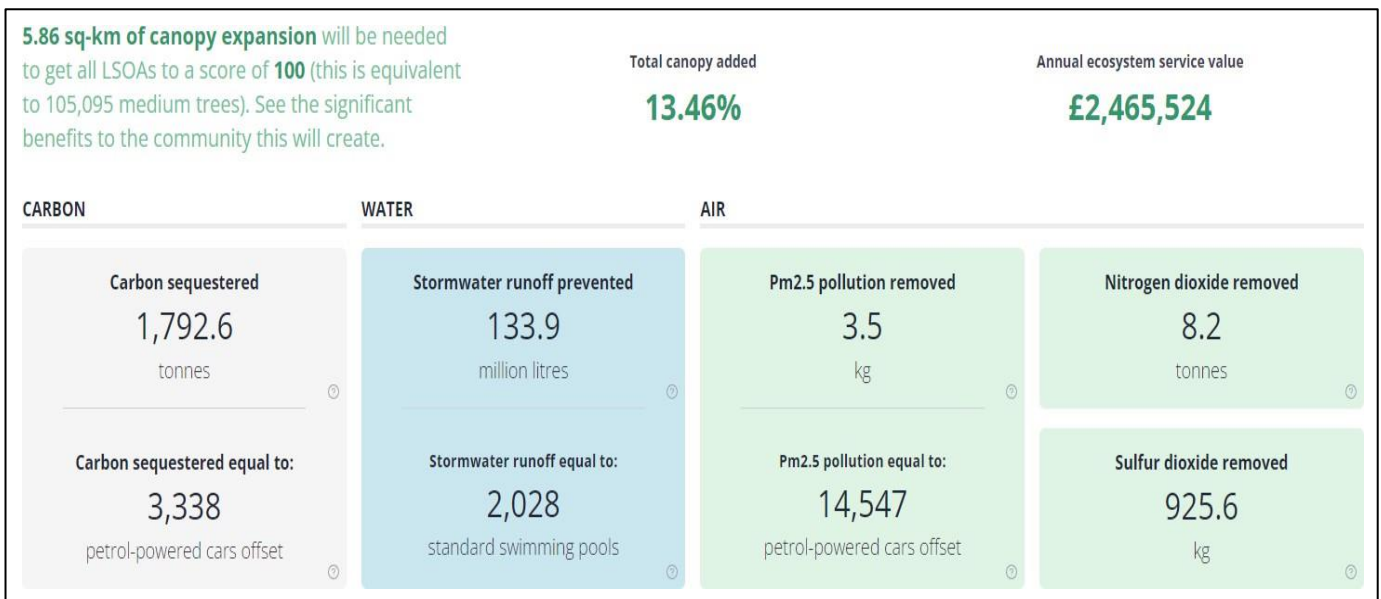 5.86 sq-km of canopy expansion will be needed
to get all LSOAs to a score of 100 (this is equivalent
to 105,095 medium trees). See the significant
benefits to the community this will create.
Total canopy added
13.46%
Annual ecosystem service value
£2,465,524
CARBON
Carbon sequestered
1,792.6
tonnes
Carbon sequestered equal to:
3,338
petrol-powered cars offset
WATER
Stormwater runoff prevented
133.9
million litres
Stormwater runoff equal to:
2,028
standard swimming pools
AIR
Pm2.5 pollution removed
3.5
kg
Pm2.5 pollution equal to:
14,547
petrol-powered cars offset
Nitrogen dioxide removed
8.2
tonnes
Sulfur dioxide removed
925.6
kg